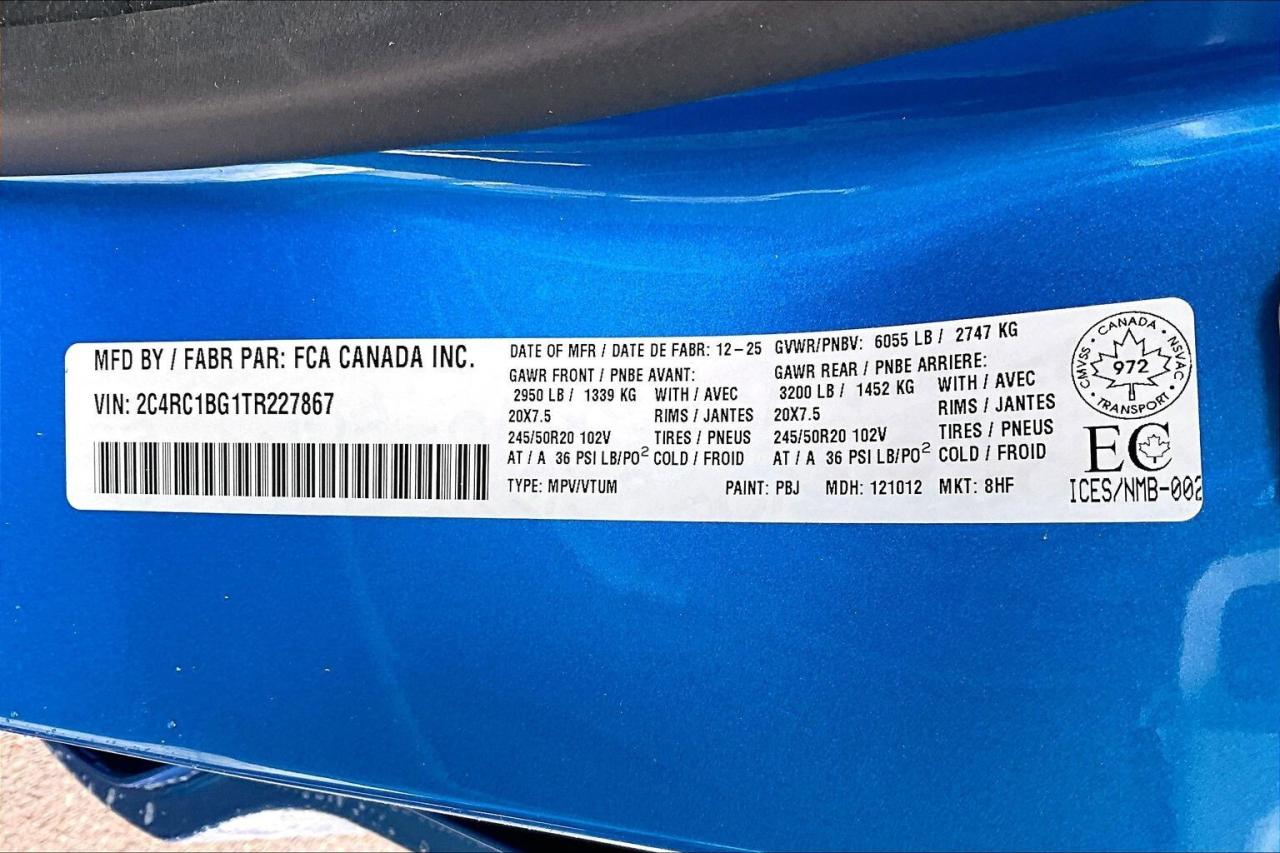 MFD BY / FABR PAR: FCA CANADA INC.
VIN: 2C4RC1BG1TR227867
DATE OF MFR / DATE DE FABR: 12-25
GVWR/PNBV: 6055 LB / 2747 KG
GAWR FRONT / PNBE AVANT:
2950 LB / 1339 KG WITH / AVEC
20X7.5 RIMS / JANTES
245/50R20 102V TIRES / PNEUS
AT / A 36 PSI LB/PO² COLD / FROID
GAWR REAR / PNBE ARRIERE:
3200 LB / 1452 KG WITH / AVEC
20X7.5 RIMS / JANTES
245/50R20 102V TIRES / PNEUS
AT / A 36 PSI LB/PO² COLD / FROID
TYPE: MPV/VTUM PAINT: PBJ MDH: 121012 MKT: 8HF
CANADA
CMVSS • NSVAC
972
TRANSPORT
EC
ICES/NMB-002